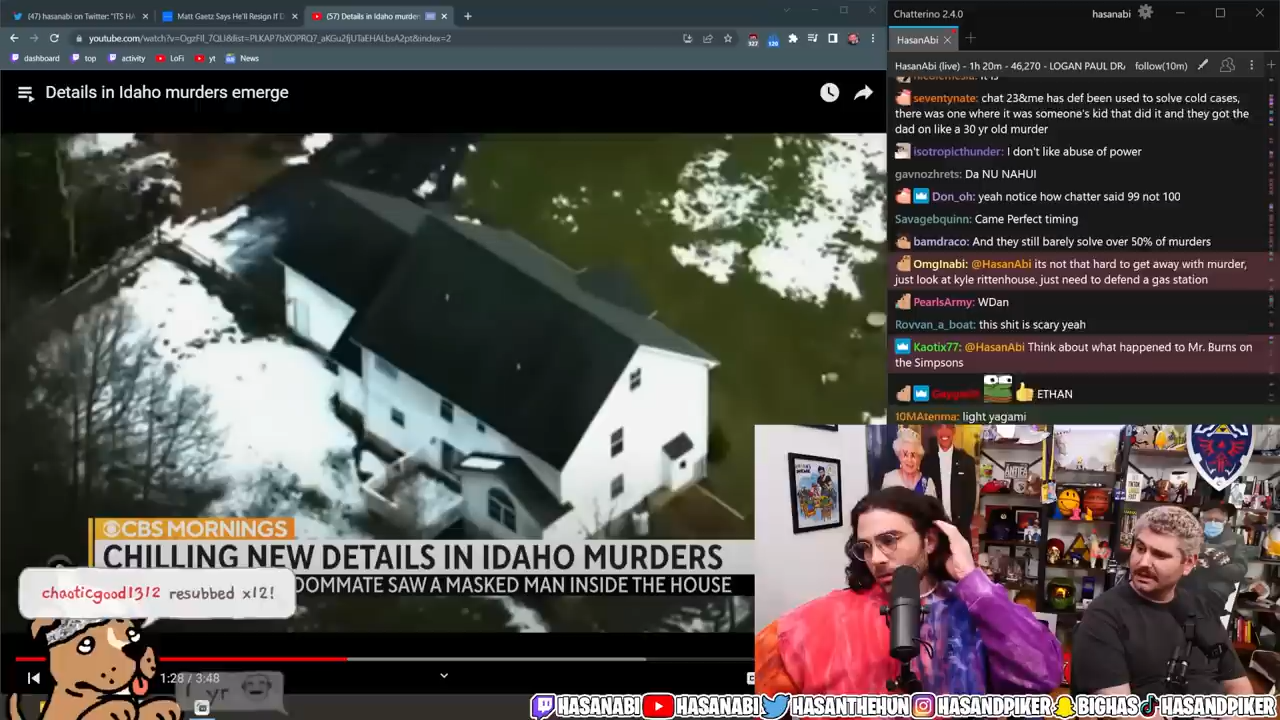 (47) hasanabi on Twitter: "ITS HA
Matt Gaetz Says He'll Resign If D
(57) Details in Idaho murder
Chatterino 2.4.0
hasanabi
HasanAbi
dashboard
top
activity
LoFi
yt
News
HasanAbi (live) - 1h 20m - 46,270 - LOGAN PAUL DR
follow(10m)
Details in Idaho murders emerge
seventynate: chat 23&me has def been used to solve cold cases,
there was one where it was someone's kid that did it and they got the
dad on like a 30 yr old murder
isotropicthunder: I don't like abuse of power
gavnozhrets: Da NU NAHUI
Don_oh: yeah notice how chatter said 99 not 100
Savagebquinn: Came Perfect timing
bamdraco: And they still barely solve over 50% of murders
OmgInabi: @HasanAbi its not that hard to get away with murder,
just look at kyle rittenhouse. just need to defend a gas station
PearlsArmy: WDan
Rovvan_a_boat: this shit is scary yeah
Kaotix77: @HasanAbi Think about what happened to Mr. Burns on
the Simpsons
ETHAN
10MAtenma: light yagami
ANTIFA
CBS MORNINGS
CHILLING NEW DETAILS IN IDAHO MURDERS
OOMMATE SAW A MASKED MAN INSIDE THE HOUSE
chaoticgood1312 resubbed x12!
1:28 / 3:48
1 yr
HASANABI
HASANABI
HASANTHEHUN
HASANDPIKER
BIGHAS
HASANDPIKER